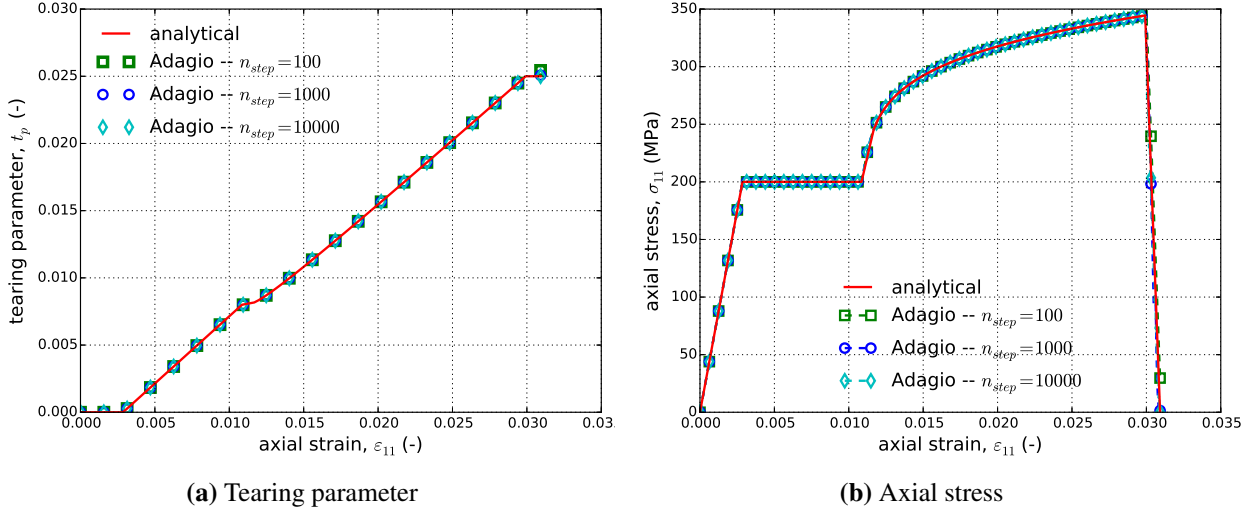 0.030
0.025
0.020
0.015
0.010
0.005
0.000
tearing parameter, t_p (-)
analytical
Adagio -- n_step=100
Adagio -- n_step=1000
Adagio -- n_step=10000
0.000 0.005 0.010 0.015 0.020 0.025 0.030 0.03
axial strain, ε_11 (-)
(a) Tearing parameter
350
300
250
200
150
100
50
0
axial stress, σ_11 (MPa)
analytical
Adagio -- n_step=100
Adagio -- n_step=1000
Adagio -- n_step=10000
0.000 0.005 0.010 0.015 0.020 0.025 0.030 0.035
axial strain, ε_11 (-)
(b) Axial stress